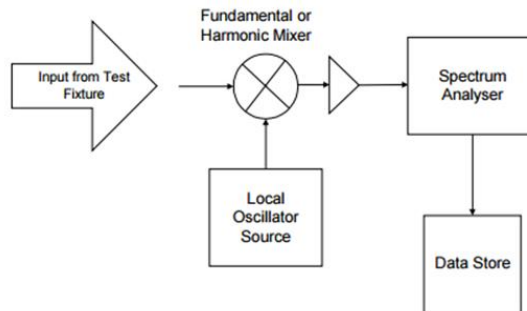 Fundamental or
Harmonic Mixer
Input from Test
Fixture
Spectrum
Analyser
Local
Oscillator
Source
Data Store